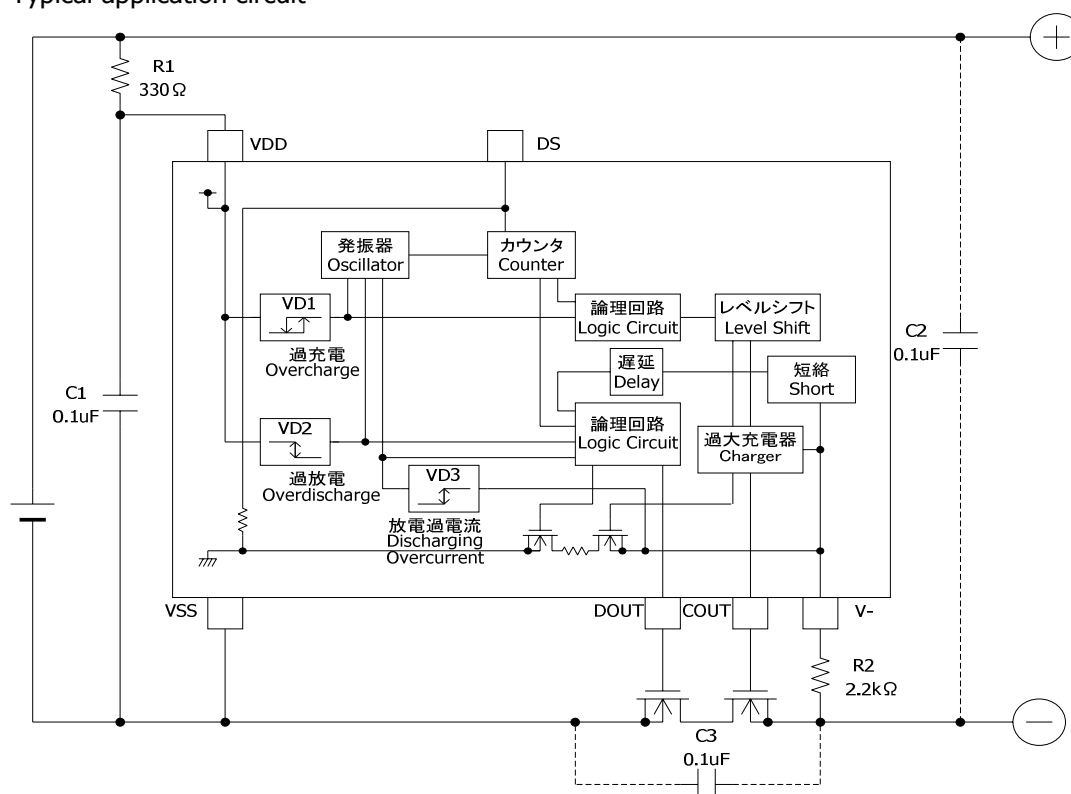 Typical application circuit
R1
330Ω
VDD
DS
発振器
Oscillator
カウンタ
Counter
VD1
過充電
Overcharge
論理回路
Logic Circuit
レベルシフト
Level Shift
C2
0.1uF
遅延
Delay
短絡
Short
C1
0.1uF
VD2
過放電
Overdischarge
論理回路
Logic Circuit
過大充電器
Charger
VD3
放電過電流
Discharging
Overcurrent
VSS
DOUT
COUT
V-
R2
2.2kΩ
C3
0.1uF